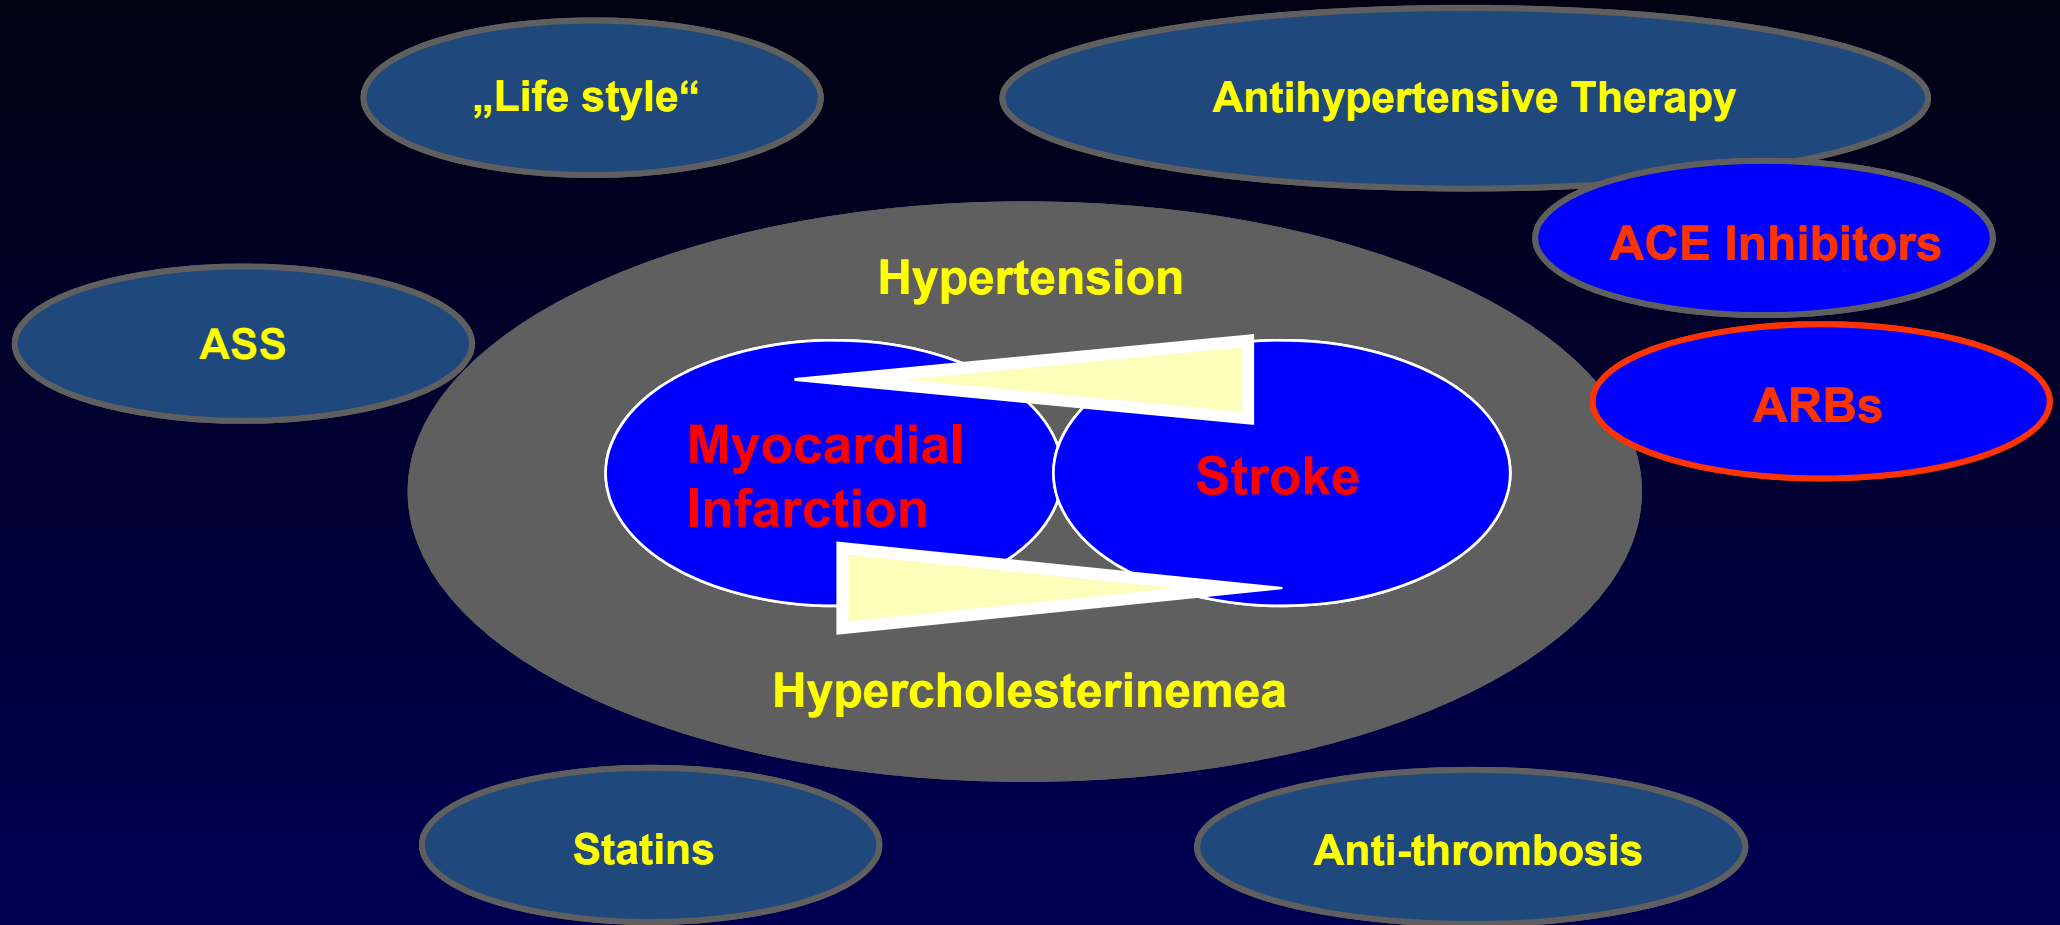 „Life style“
Antihypertensive Therapy
ACE Inhibitors
Hypertension
ASS
ARBs
Myocardial
Infarction
Stroke
Hypercholesterinemea
Statins
Anti-thrombosis